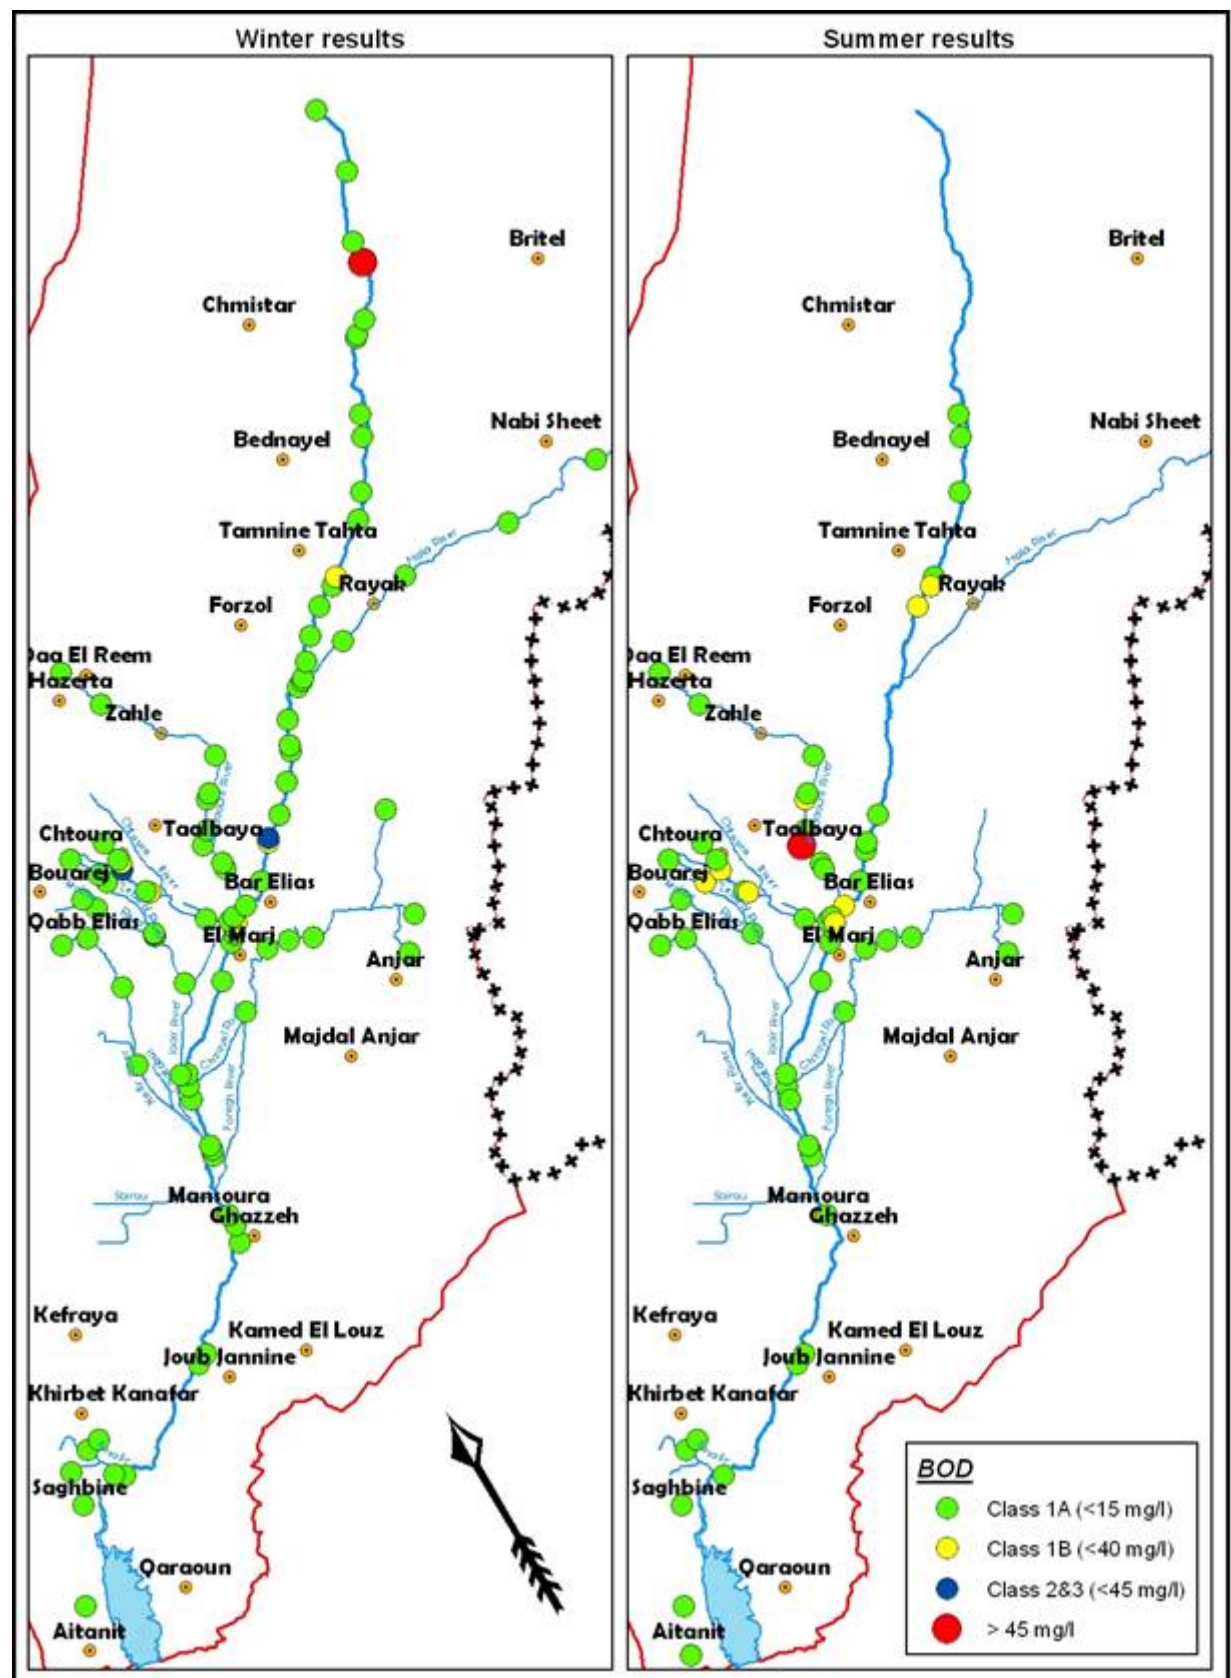 Winter results
Britel
Chmistar
Nabi Sheet
Bednayel
Tamnine Tahta
Hala River
Rayak
Forzol
Daa El Reem
Hazerta
Zahle
Chtoura
Taalbaya
Bouarej
Bar Elias
Qabb Elias
El Marj
Anjar
Majdal Anjar
Mansoura
Ghazzeh
Kefraya
Kamed El Louz
Joub Jannine
Khirbet Kanafar
Saghbine
Qaraoun
Aitanit
Summer results
Britel
Chmistar
Nabi Sheet
Bednayel
Tamnine Tahta
Hala River
Rayak
Forzol
Daa El Reem
Hazerta
Zahle
Chtoura
Taalbaya
Bouarej
Bar Elias
Qabb Elias
El Marj
Anjar
Majdal Anjar
Mansoura
Ghazzeh
Kefraya
Kamed El Louz
Joub Jannine
Khirbet Kanafar
Saghbine
Qaraoun
Aitanit
BOD
Class 1A (<15 mg/l)
Class 1B (<40 mg/l)
Class 2&3 (<45 mg/l)
> 45 mg/l